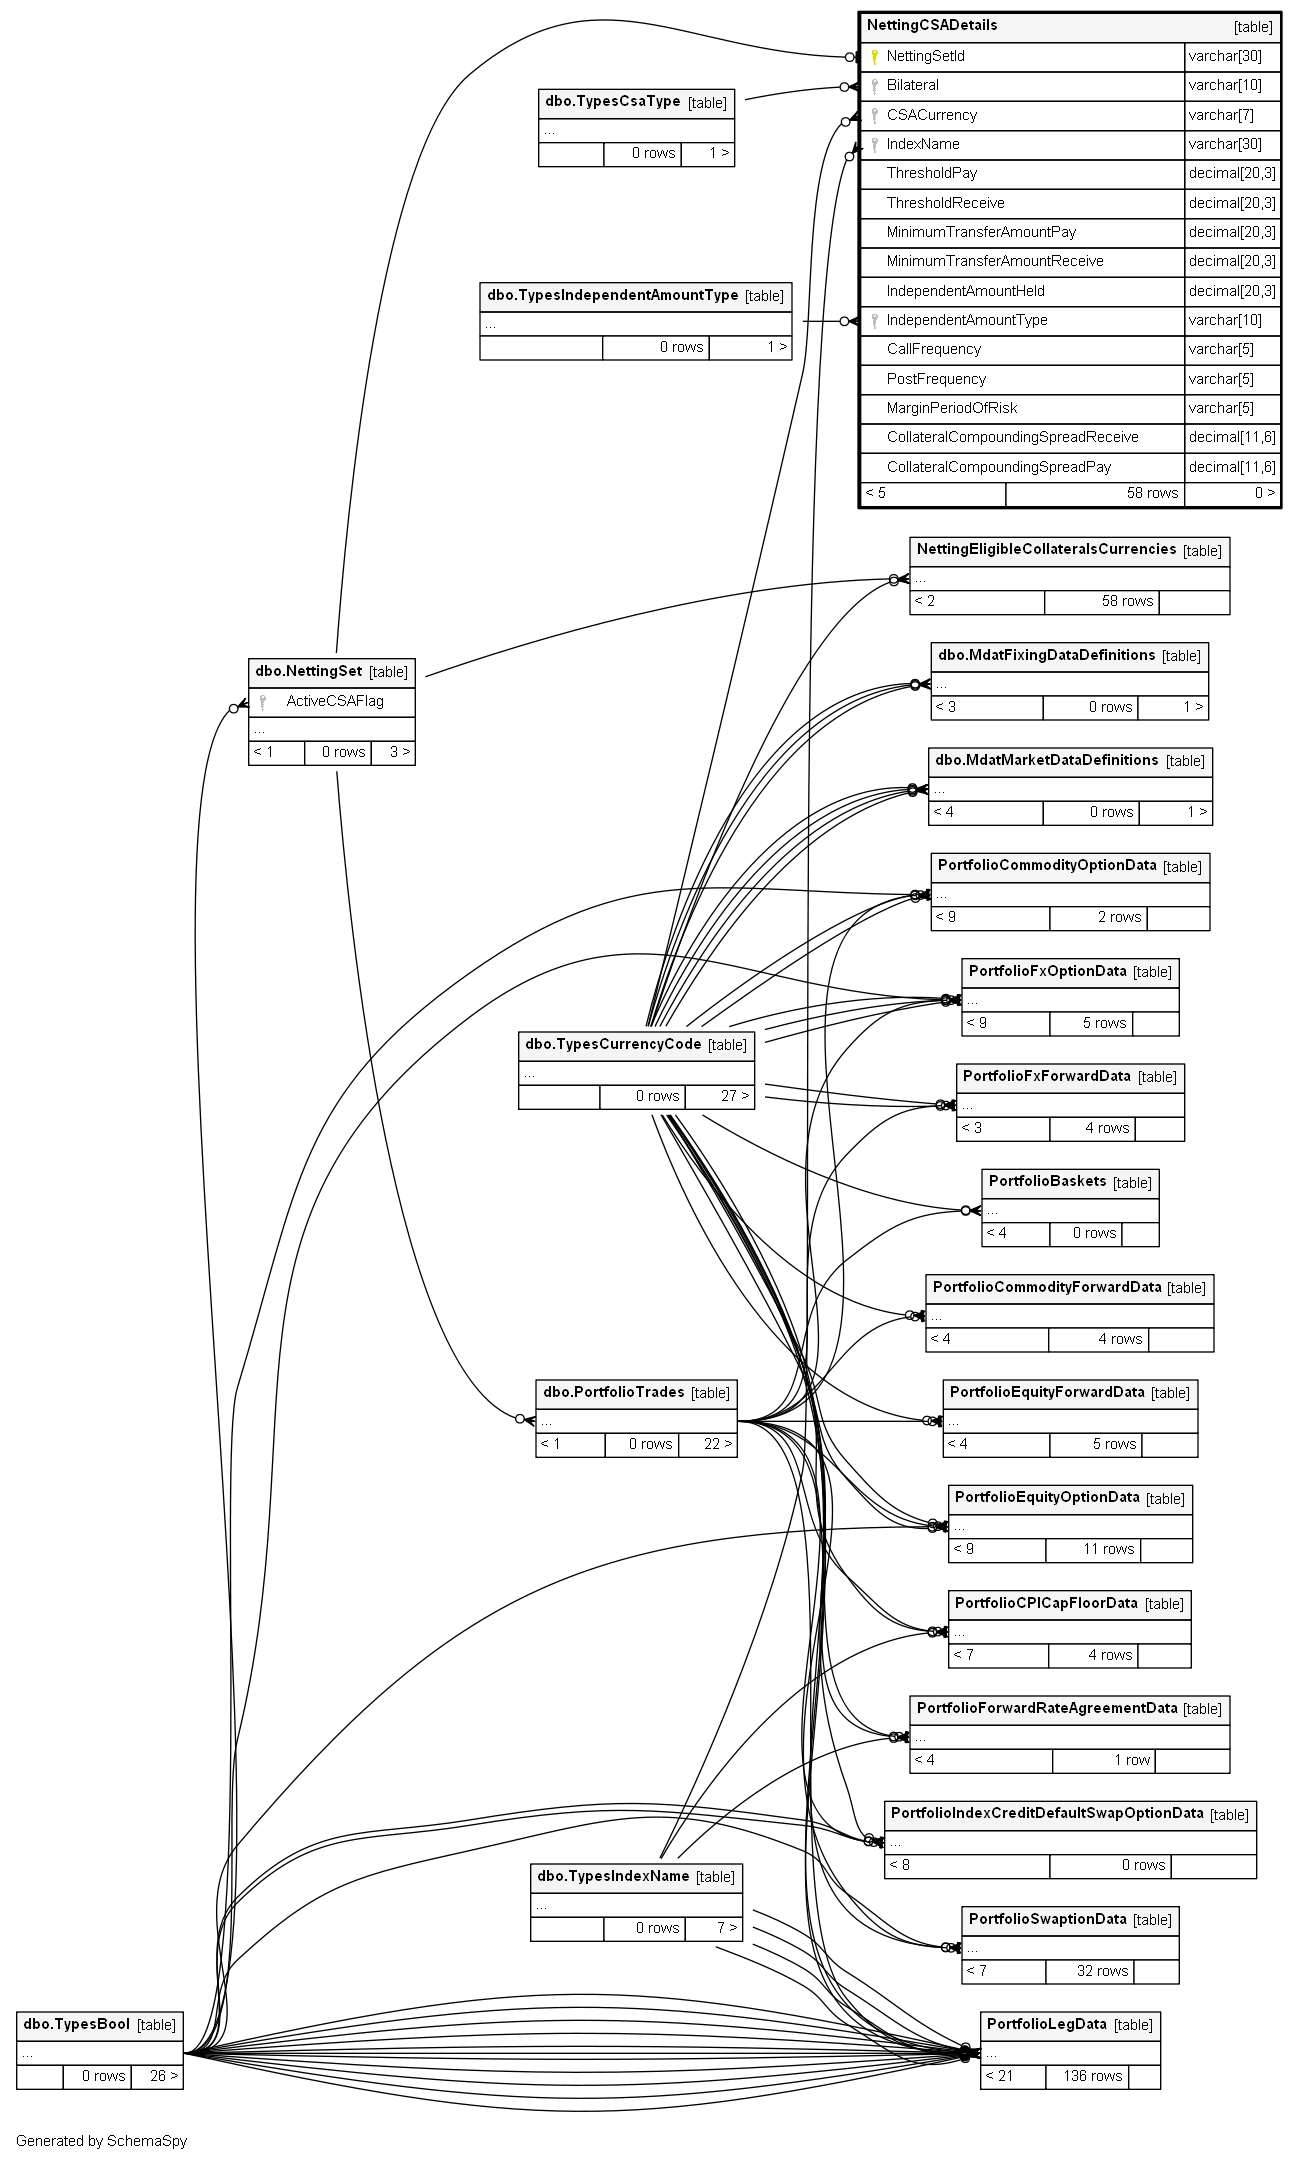 NettingCSADetails [table]
NettingSetId varchar[30]
Bilateral varchar[10]
CSACurrency varchar[7]
IndexName varchar[30]
ThresholdPay decimal[20,3]
ThresholdReceive decimal[20,3]
MinimumTransferAmountPay decimal[20,3]
MinimumTransferAmountReceive decimal[20,3]
IndependentAmountHeld decimal[20,3]
IndependentAmountType varchar[10]
CallFrequency varchar[5]
PostFrequency varchar[5]
MarginPeriodOfRisk varchar[5]
CollateralCompoundingSpreadReceive decimal[11,6]
CollateralCompoundingSpreadPay decimal[11,6]
< 5 58 rows 0 >
dbo.TypesCsaType [table]
...
0 rows 1 >
dbo.TypesIndependentAmountType [table]
...
0 rows 1 >
NettingEligibleCollateralsCurrencies [table]
...
< 2 58 rows
dbo.NettingSet [table]
ActiveCSAFlag
...
< 1 0 rows 3 >
dbo.MdatFixingDataDefinitions [table]
...
< 3 0 rows 1 >
dbo.MdatMarketDataDefinitions [table]
...
< 4 0 rows 1 >
PortfolioCommodityOptionData [table]
...
< 9 2 rows
PortfolioFxOptionData [table]
...
< 9 5 rows
dbo.TypesCurrencyCode [table]
...
0 rows 27 >
PortfolioFxForwardData [table]
...
< 3 4 rows
PortfolioBaskets [table]
...
< 4 0 rows
PortfolioCommodityForwardData [table]
...
< 4 4 rows
dbo.PortfolioTrades [table]
...
< 1 0 rows 22 >
PortfolioEquityForwardData [table]
...
< 4 5 rows
PortfolioEquityOptionData [table]
...
< 9 11 rows
PortfolioCPICapFloorData [table]
...
< 7 4 rows
PortfolioForwardRateAgreementData [table]
...
< 4 1 row
PortfolioIndexCreditDefaultSwapOptionData [table]
...
< 8 0 rows
dbo.TypesIndexName [table]
...
0 rows 7 >
PortfolioSwaptionData [table]
...
< 7 32 rows
dbo.TypesBool [table]
...
0 rows 26 >
PortfolioLegData [table]
...
< 21 136 rows
Generated by SchemaSpy